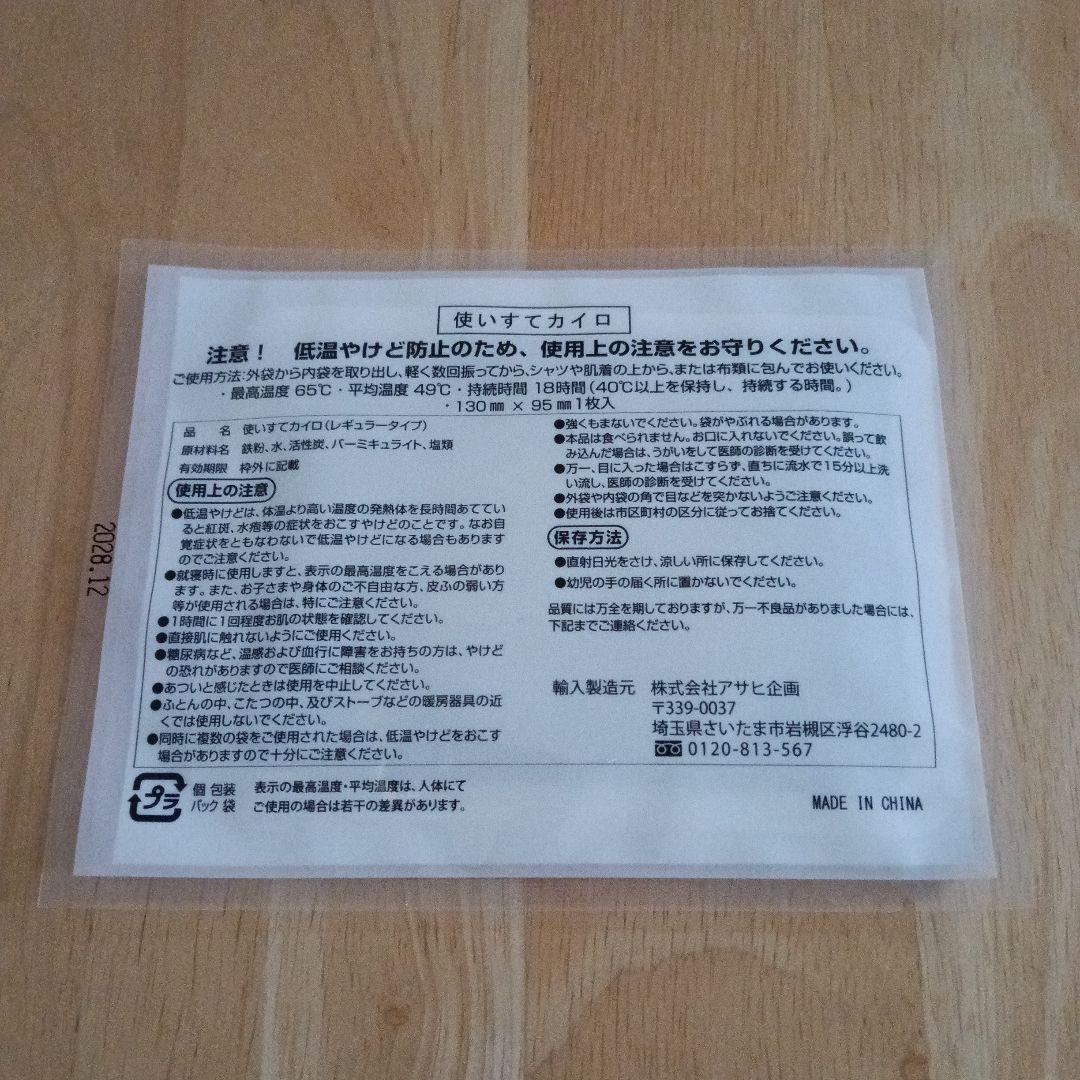 使いすてカイロ
注意！ 低温やけど防止のため、使用上の注意をお守りください。
ご使用方法:外袋から内袋を取り出し、軽く数回振ってから、シャツや肌着の上から、または布類に包んでお使いください。
・最高温度 65℃・平均温度 49℃・持続時間 18時間(40℃以上を保持し、持続する時間。)
・130㎜ × 95㎜1枚入
品 名 使いすてカイロ(レギュラータイプ)
原材料名 鉄粉、水、活性炭、バーミキュライト、塩類
有効期限 枠外に記載
使用上の注意
●低温やけどは、体温より高い温度の発熱体を長時間あててい
ると紅斑、水疱等の症状をおこすやけどのことです。なお自
覚症状をともなわないで低温やけどになる場合もあります
のでご注意ください。
●就寝時に使用しますと、表示の最高温度をこえる場合があり
ます。また、お子さまや身体のご不自由な方、皮ふの弱い方
等が使用される場合は、特にご注意ください。
●1時間に1回程度お肌の状態を確認してください。
●直接肌に触れないようにご使用ください。
●糖尿病など、温感および血行に障害をお持ちの方は、やけど
の恐れがありますので医師にご相談ください。
●あついと感じたときは使用を中止してください。
●ふとんの中、こたつの中、及びストーブなどの暖房器具の近
くでは使用しないでください。
●同時に複数の袋をご使用された場合は、低温やけどをおこす
場合がありますので十分にご注意ください。
●強くもまないでください。袋がやぶれる場合があります。
●本品は食べられません。お口に入れないでください。誤って飲
み込んだ場合は、うがいをして医師の診断を受けてください。
●万一、目に入った場合はこすらず、直ちに流水で15分以上洗
い流し、医師の診断を受けてください。
●外袋や内袋の角で目などを突かないようご注意ください。
●使用後は市区町村の区分に従ってお捨てください。
保存方法
●直射日光をさけ、涼しい所に保存してください。
●幼児の手の届く所に置かないでください。
品質には万全を期しておりますが、万一不良品がありました場合には、
下記までご連絡ください。
輸入製造元 株式会社アサヒ企画
〒339-0037
埼玉県さいたま市岩槻区浮谷2480-2
0120-813-567
2028.12
プラ
個 包装
パック 袋
表示の最高温度・平均温度は、人体にて
ご使用の場合は若干の差異があります。
MADE IN CHINA